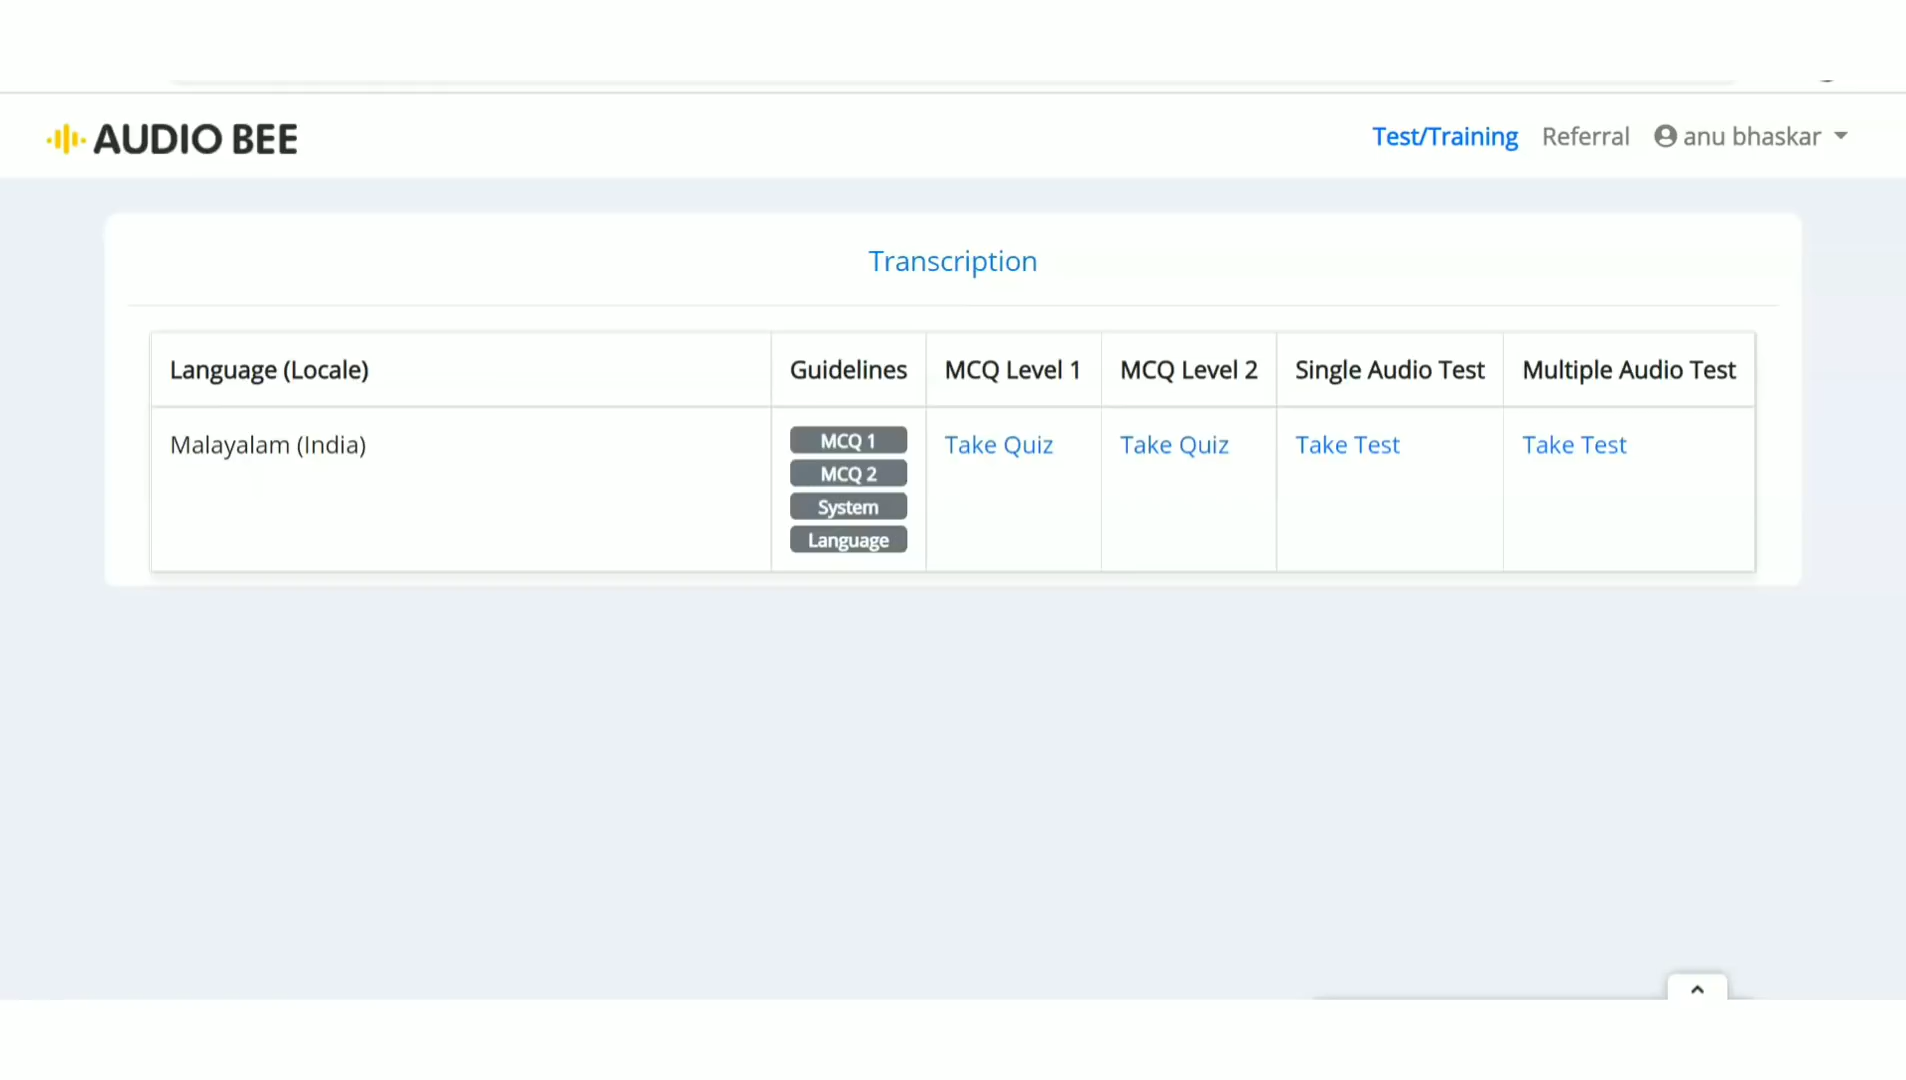 AUDIO BEE
Test/Training Referral anu bhaskar
Transcription
Language (Locale) Guidelines MCQ Level 1 MCQ Level 2 Single Audio Test Multiple Audio Test
Malayalam (India) MCQ 1 Take Quiz Take Quiz Take Test Take Test
MCQ 2
System
Language